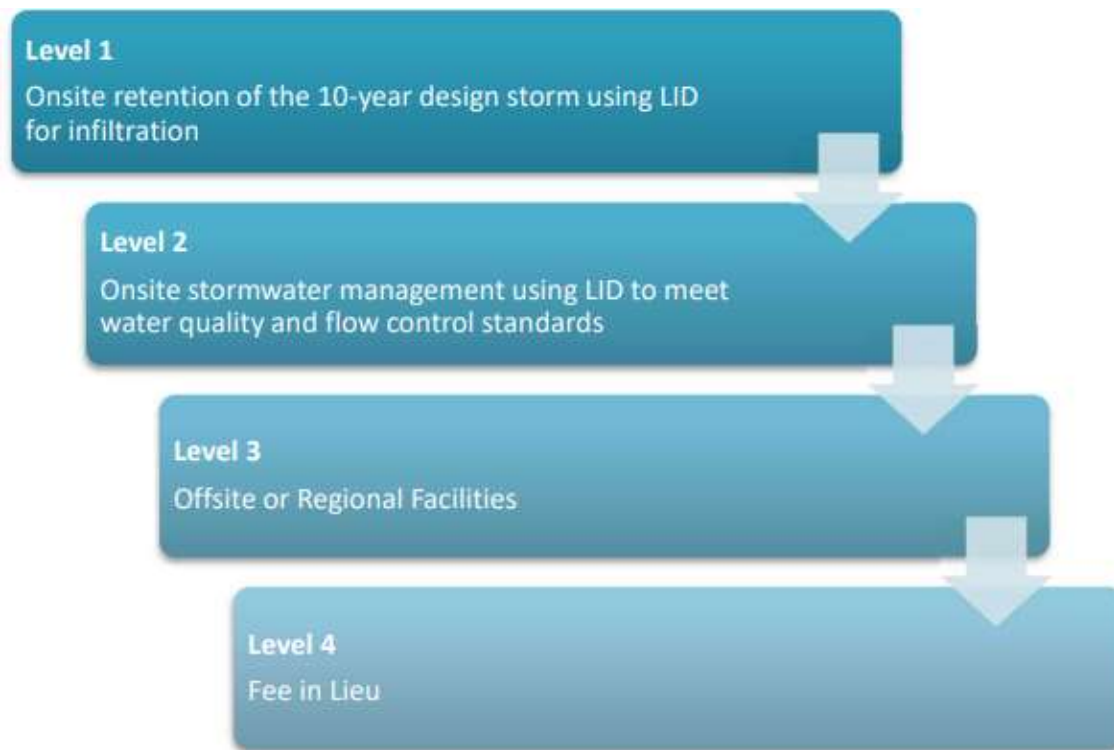 Level 1
Onsite retention of the 10-year design storm using LID
for infiltration
Level 2
Onsite stormwater management using LID to meet
water quality and flow control standards
Level 3
Offsite or Regional Facilities
Level 4
Fee in Lieu